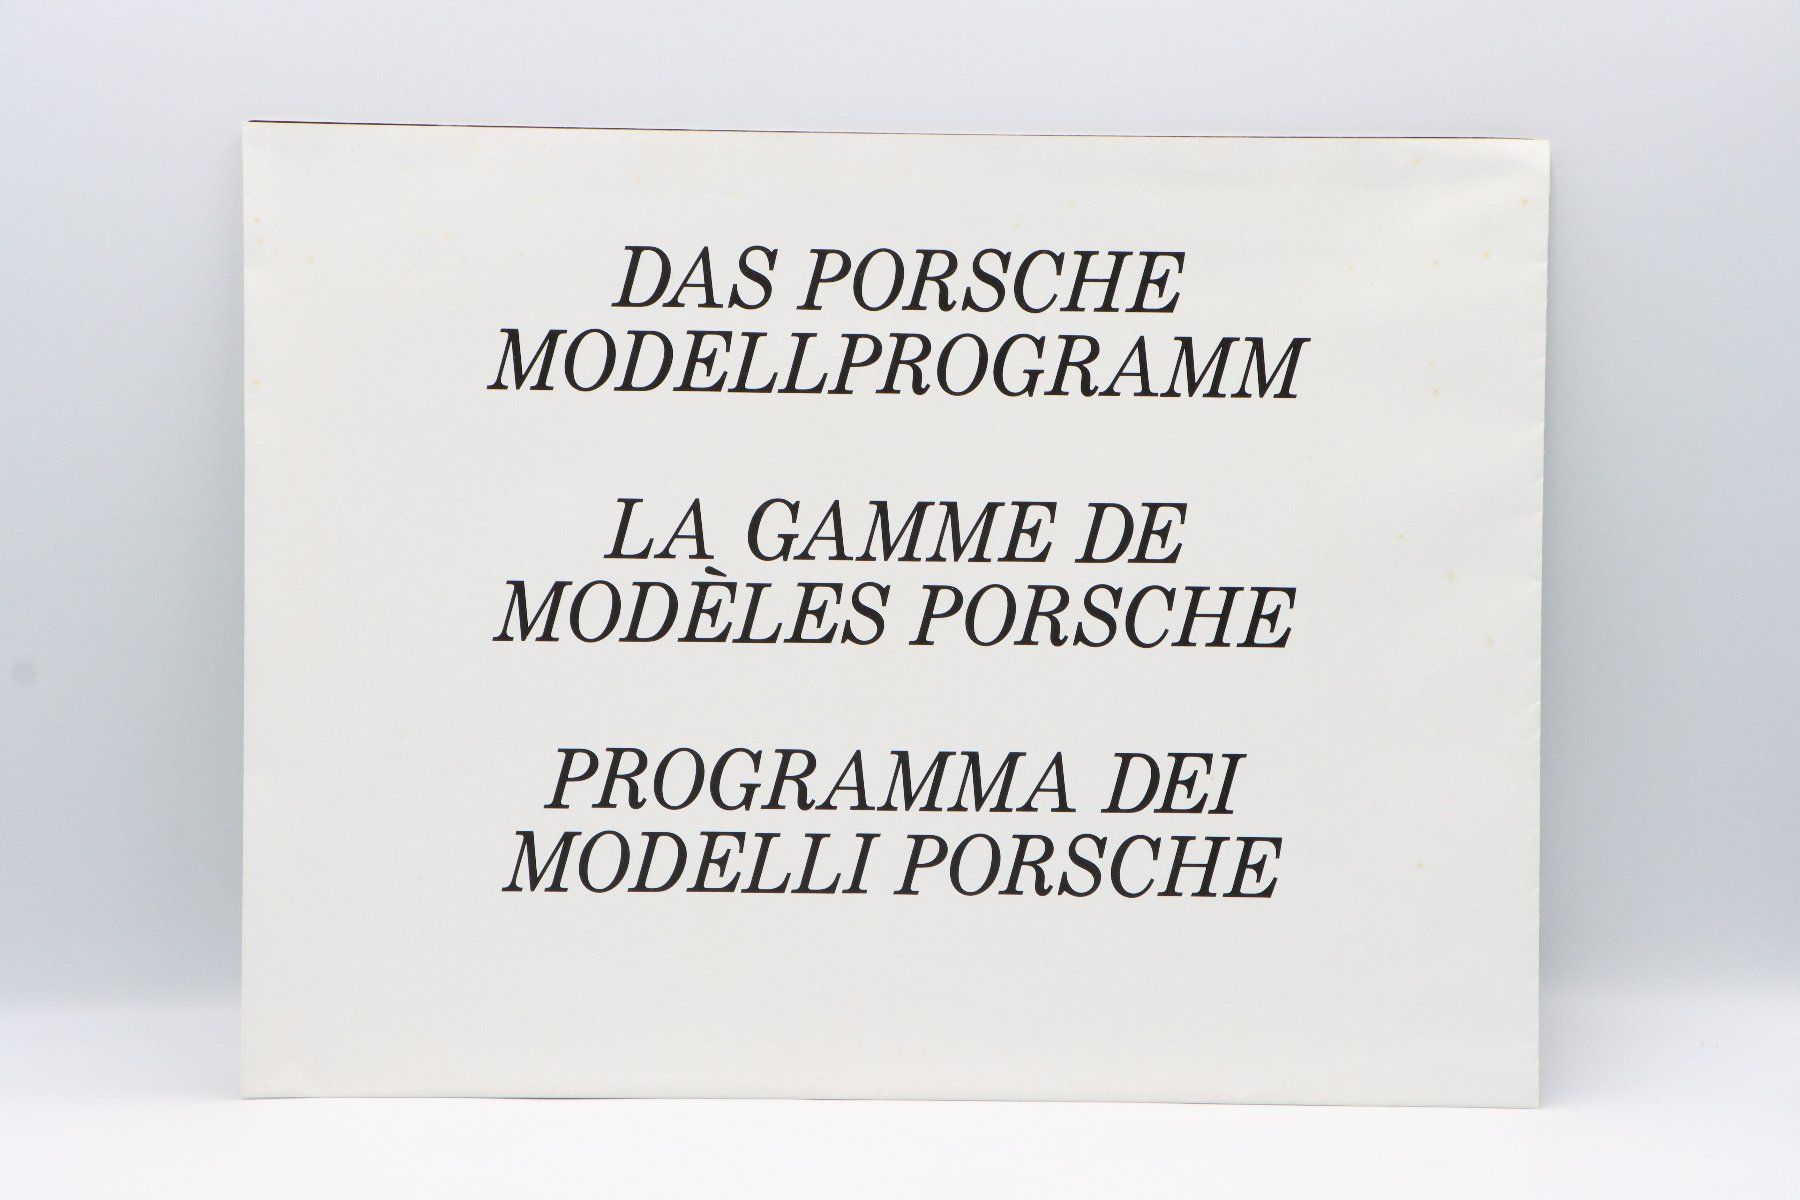 DAS PORSCHE
MODELLPROGRAMM
LA GAMME DE
MODÈLES PORSCHE
PROGRAMMA DEI
MODELLI PORSCHE